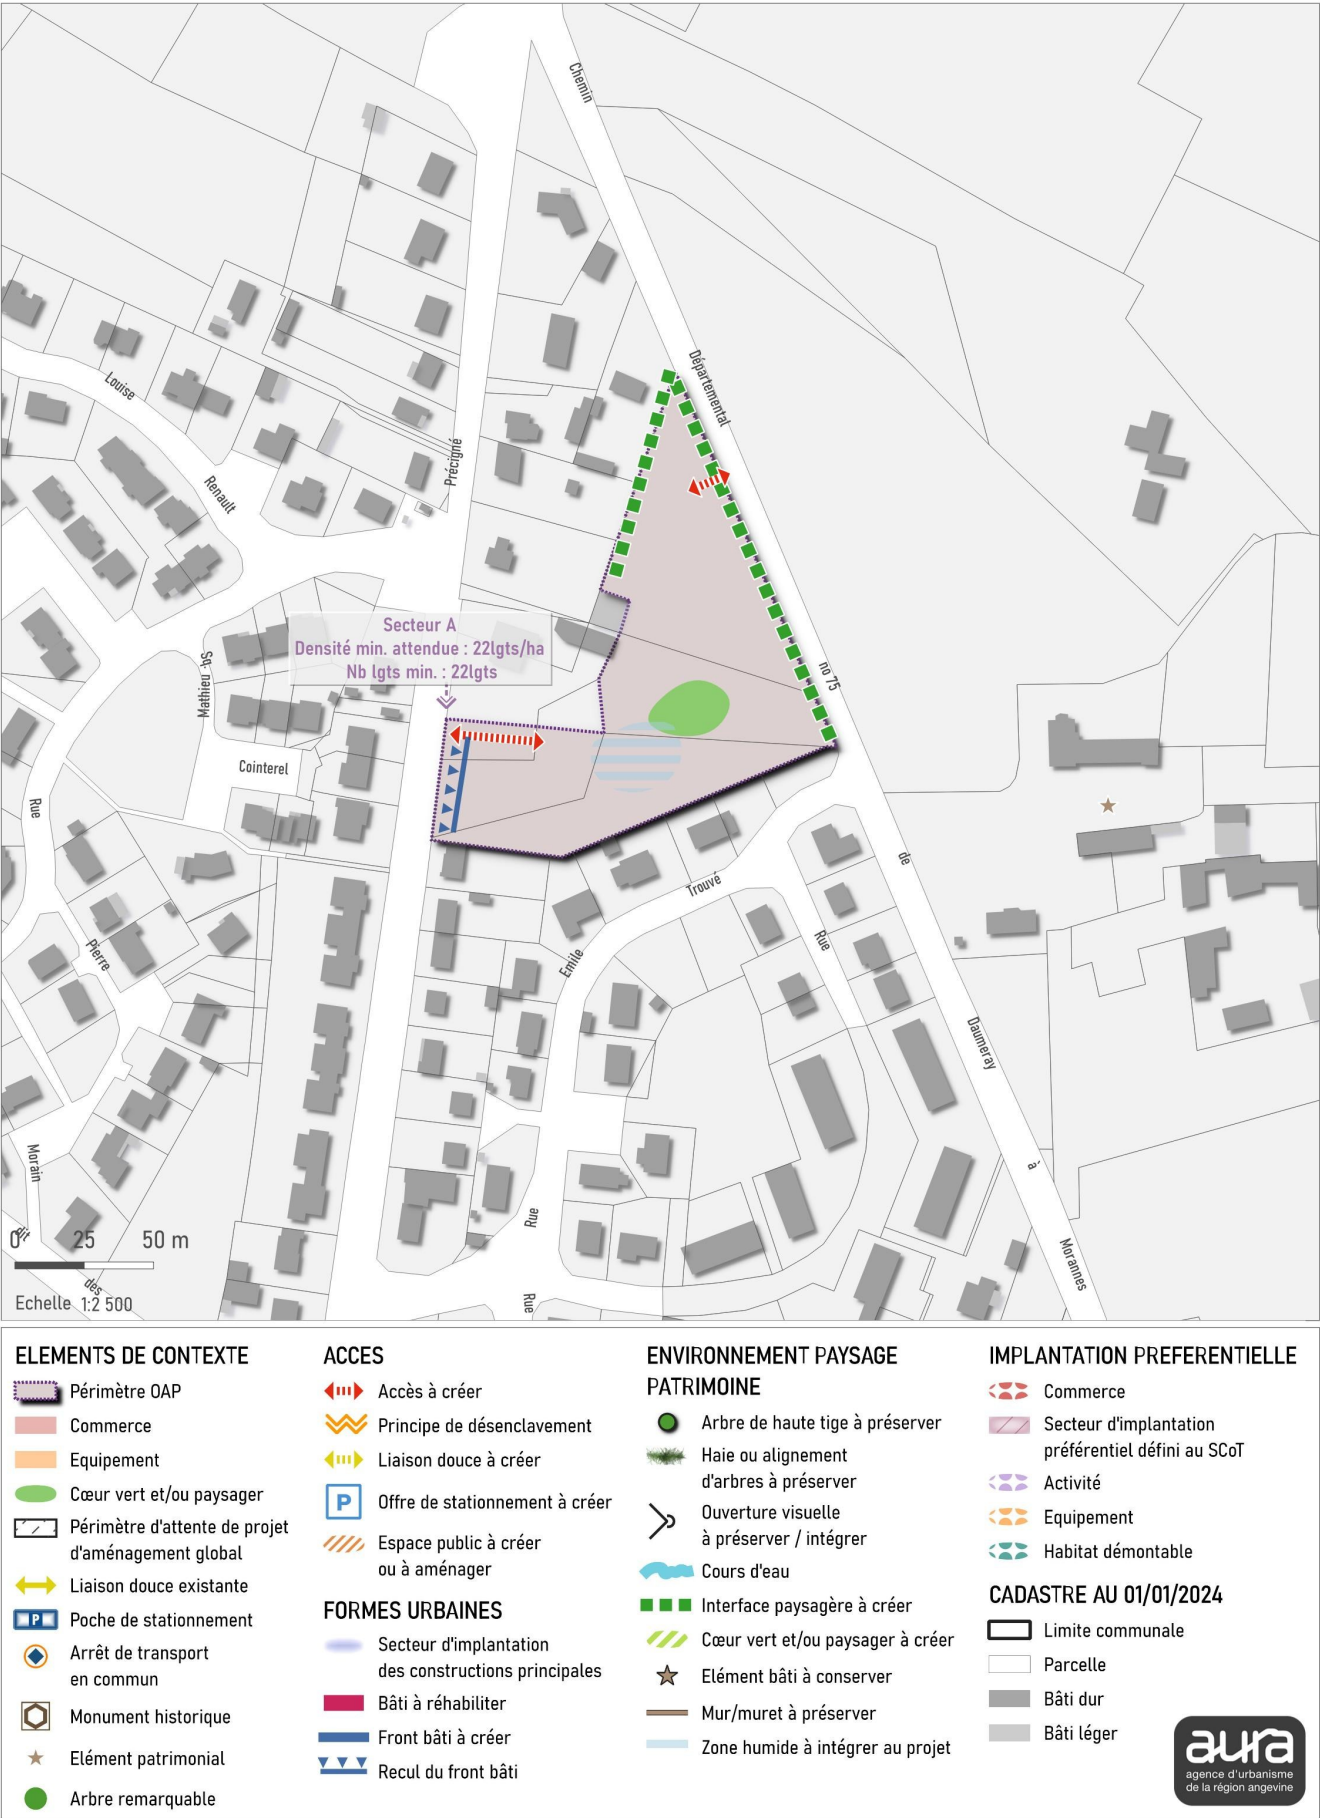 Chemin
Départemental
Louise
Renault
Précigné
Secteur A
Densité min. attendue : 22lgts/ha
Nb lgts min. : 22lgts
Sq.
Mathieu
no 75
Cointerel
Rue
de
Trouvé
Rue
Emile
Pierre
Daumeray
Morain
à
Rue
Morannes
dit
des
Rue
0 25 50 m
Echelle 1:2 500
ELEMENTS DE CONTEXTE
Périmètre OAP
Commerce
Equipement
Cœur vert et/ou paysager
Périmètre d'attente de projet
d'aménagement global
Liaison douce existante
P Poche de stationnement
Arrêt de transport
en commun
Monument historique
Elément patrimonial
Arbre remarquable
ACCES
Accès à créer
Principe de désenclavement
Liaison douce à créer
P Offre de stationnement à créer
Espace public à créer
ou à aménager
FORMES URBAINES
Secteur d'implantation
des constructions principales
Bâti à réhabiliter
Front bâti à créer
Recul du front bâti
ENVIRONNEMENT PAYSAGE
PATRIMOINE
Arbre de haute tige à préserver
Haie ou alignement
d'arbres à préserver
Ouverture visuelle
à préserver / intégrer
Cours d'eau
Interface paysagère à créer
Cœur vert et/ou paysager à créer
Elément bâti à conserver
Mur/muret à préserver
Zone humide à intégrer au projet
IMPLANTATION PREFERENTIELLE
Commerce
Secteur d'implantation
préférentiel défini au SCoT
Activité
Equipement
Habitat démontable
CADASTRE AU 01/01/2024
Limite communale
Parcelle
Bâti dur
Bâti léger
aura
agence d'urbanisme
de la région angevine